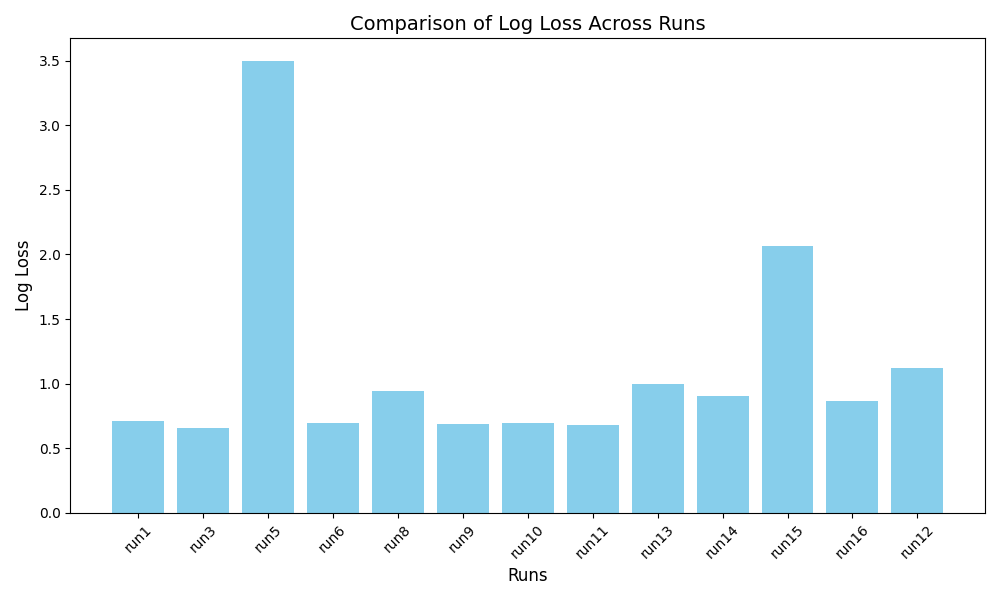 Comparison of Log Loss Across Runs
Log Loss
3.5
3.0
2.5
2.0
1.5
1.0
0.5
0.0
run1 run3 run5 run6 run8 run9 run10 run11 run13 run14 run15 run16 run12
Runs